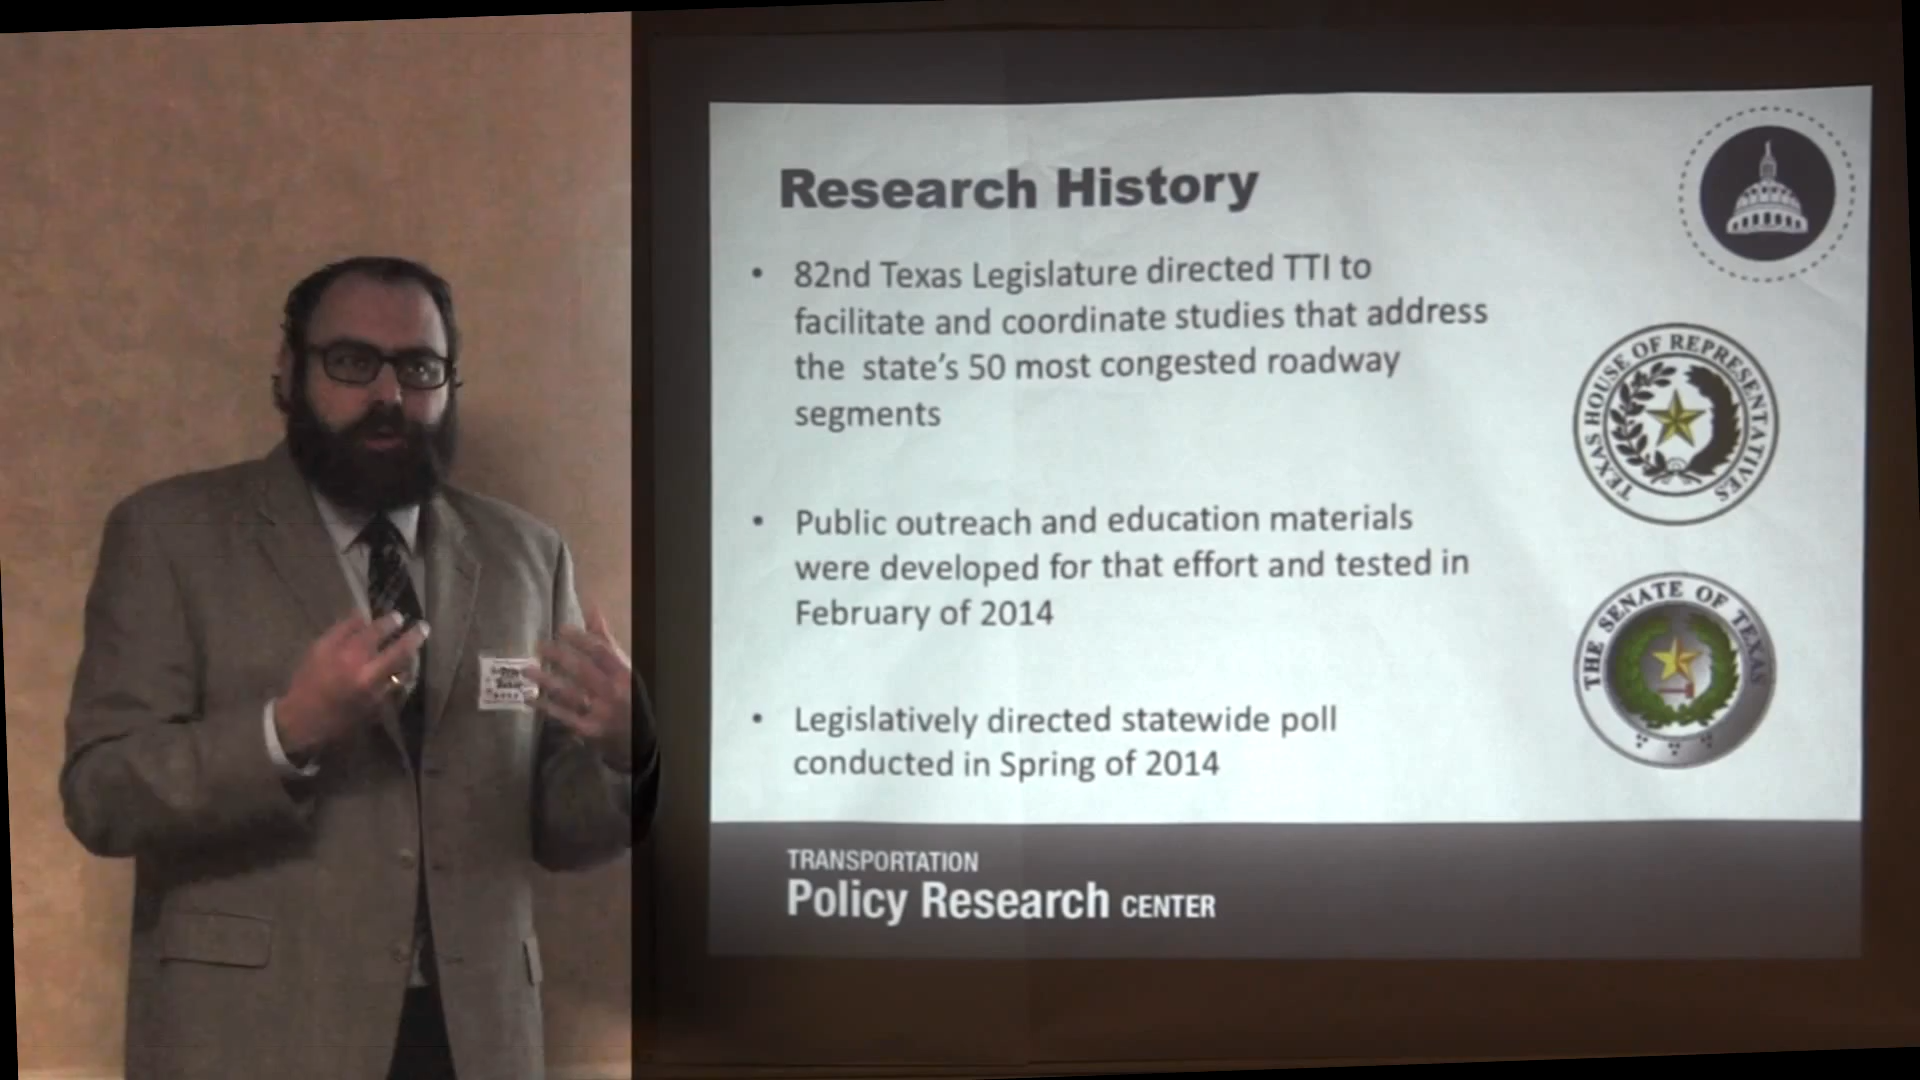 Research History
• 82nd Texas Legislature directed TTI to
facilitate and coordinate studies that address
the state's 50 most congested roadway
segments
• Public outreach and education materials
were developed for that effort and tested in
February of 2014
• Legislatively directed statewide poll
conducted in Spring of 2014
TEXAS HOUSE OF REPRESENTATIVES
THE SENATE OF TEXAS
TRANSPORTATION
Policy Research CENTER